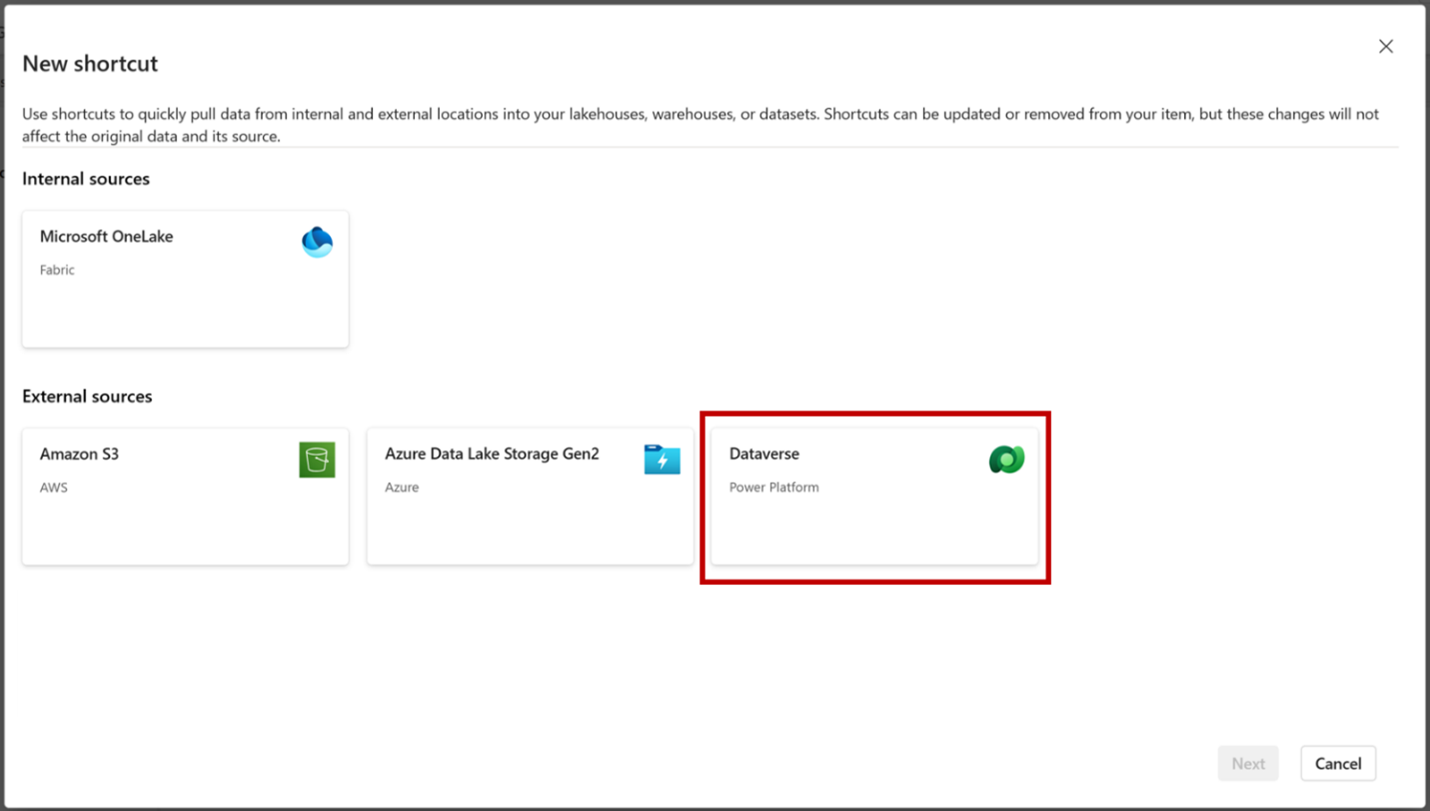 New shortcut
Use shortcuts to quickly pull data from internal and external locations into your lakehouses, warehouses, or datasets. Shortcuts can be updated or removed from your item, but these changes will not
affect the original data and its source.
Internal sources
Microsoft OneLake
Fabric
External sources
Amazon S3
AWS
Azure Data Lake Storage Gen2
Azure
Dataverse
Power Platform
Next
Cancel